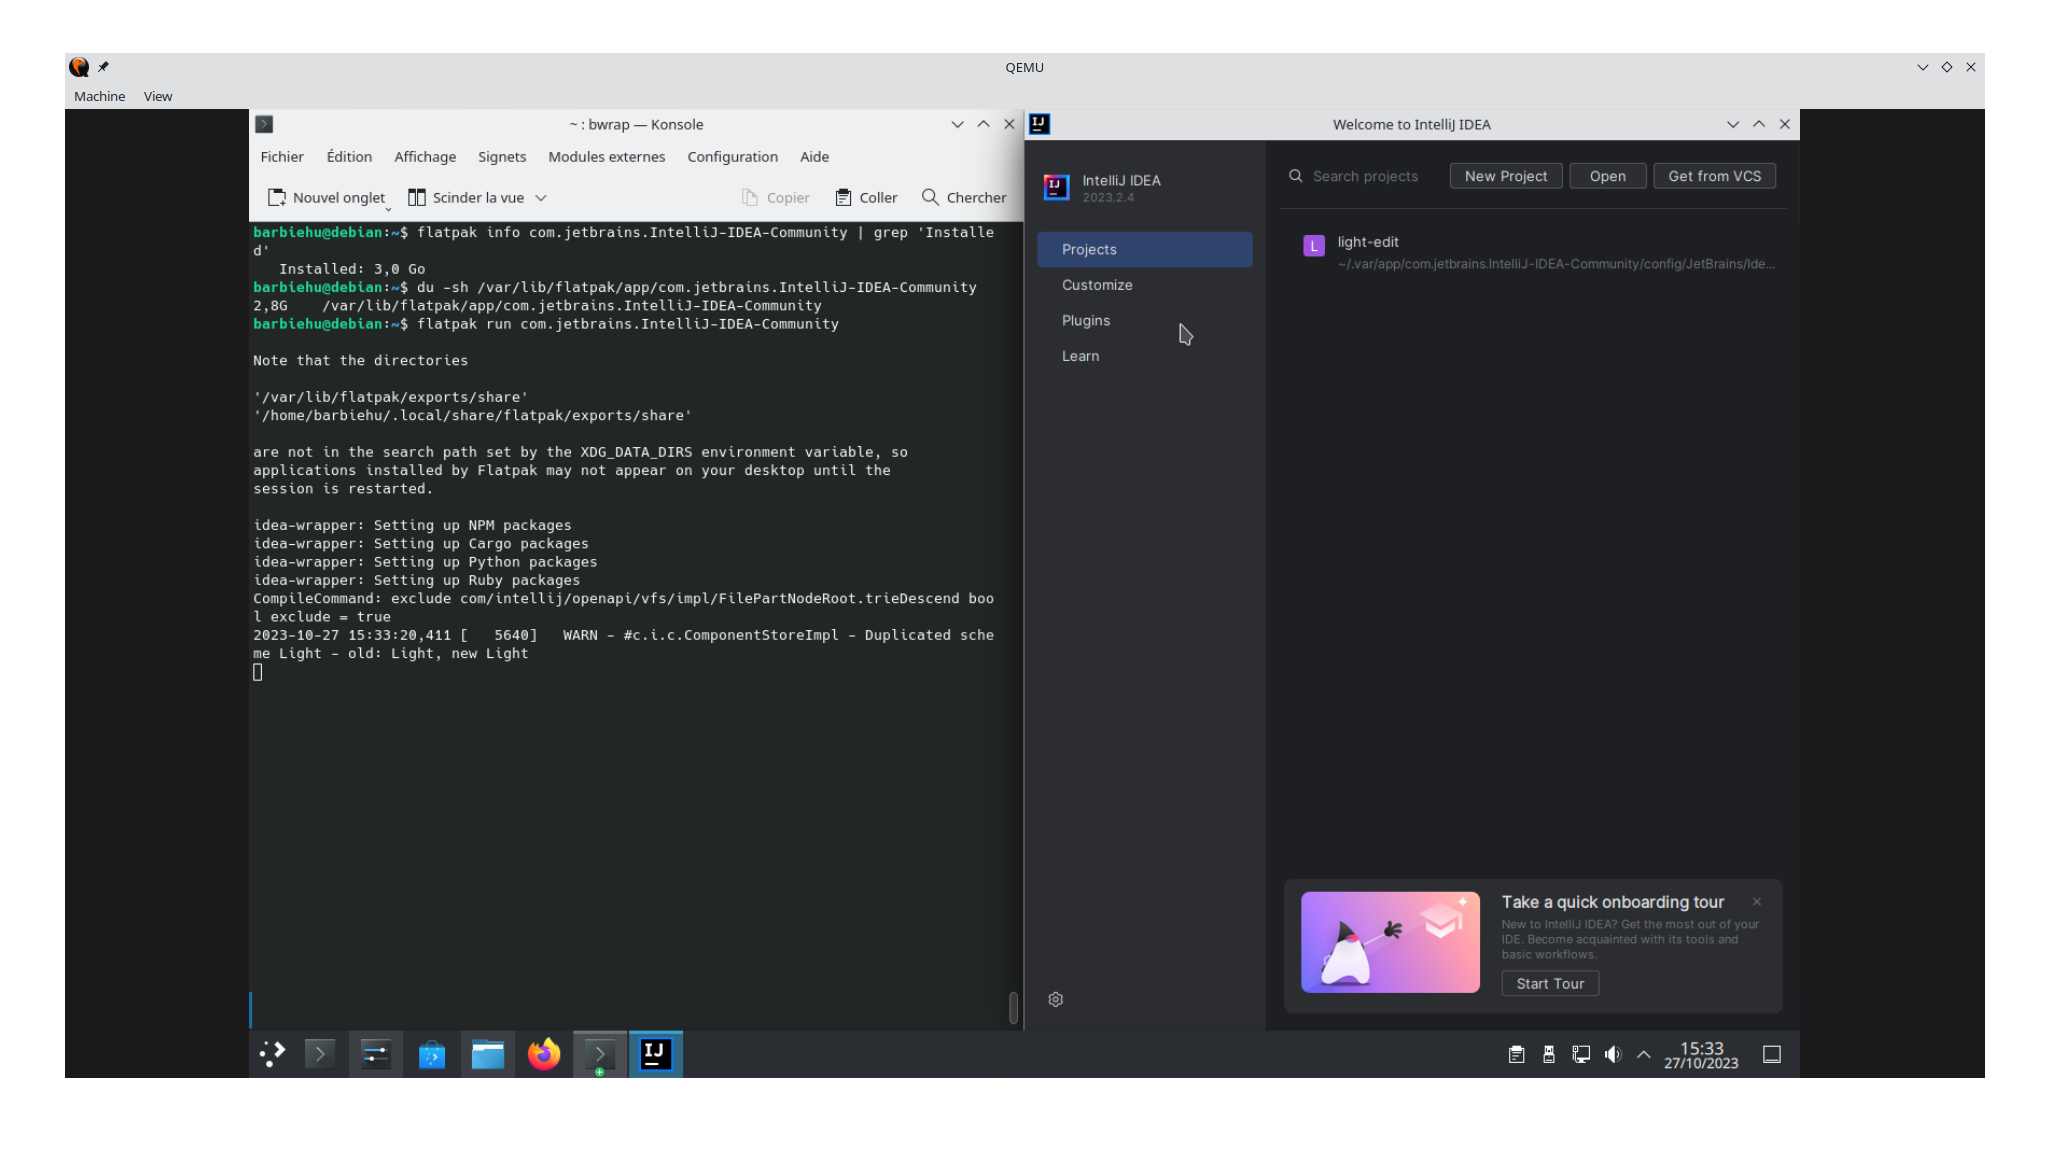 QEMU
Machine View
~ : bwrap — Konsole
Fichier Édition Affichage Signets Modules externes Configuration Aide
Nouvel onglet Scinder la vue Copier Coller Chercher
barbiehu@debian:~$ flatpak info com.jetbrains.IntelliJ-IDEA-Community | grep 'Installe
d'
Installed: 3,0 Go
barbiehu@debian:~$ du -sh /var/lib/flatpak/app/com.jetbrains.IntelliJ-IDEA-Community
2,8G /var/lib/flatpak/app/com.jetbrains.IntelliJ-IDEA-Community
barbiehu@debian:~$ flatpak run com.jetbrains.IntelliJ-IDEA-Community
Note that the directories
'/var/lib/flatpak/exports/share'
'/home/barbiehu/.local/share/flatpak/exports/share'
are not in the search path set by the XDG_DATA_DIRS environment variable, so
applications installed by Flatpak may not appear on your desktop until the
session is restarted.
idea-wrapper: Setting up NPM packages
idea-wrapper: Setting up Cargo packages
idea-wrapper: Setting up Python packages
idea-wrapper: Setting up Ruby packages
CompileCommand: exclude com/intellij/openapi/vfs/impl/FilePartNodeRoot.trieDescend boo
l exclude = true
2023-10-27 15:33:20,411 [ 5640] WARN - #c.i.c.ComponentStoreImpl - Duplicated sche
me Light - old: Light, new Light
IJ
Welcome to IntelliJ IDEA
IJ
IntelliJ IDEA
2023.2.4
Projects
Customize
Plugins
Learn
Search projects New Project Open Get from VCS
L
light-edit
~/.var/app/com.jetbrains.IntelliJ-IDEA-Community/config/JetBrains/Ide...
Take a quick onboarding tour
New to IntelliJ IDEA? Get the most out of your
IDE. Become acquainted with its tools and
basic workflows.
Start Tour
IJ
15:33
27/10/2023